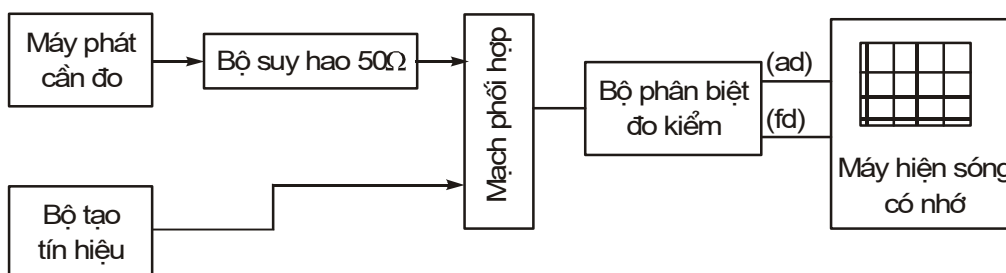 Máy phát
cần đo
Bộ suy hao 50Ω
Mạch phối hợp
Bộ phân biệt
đo kiểm
(ad)
(fd)
Máy hiện sóng
có nhớ
Bộ tạo
tín hiệu